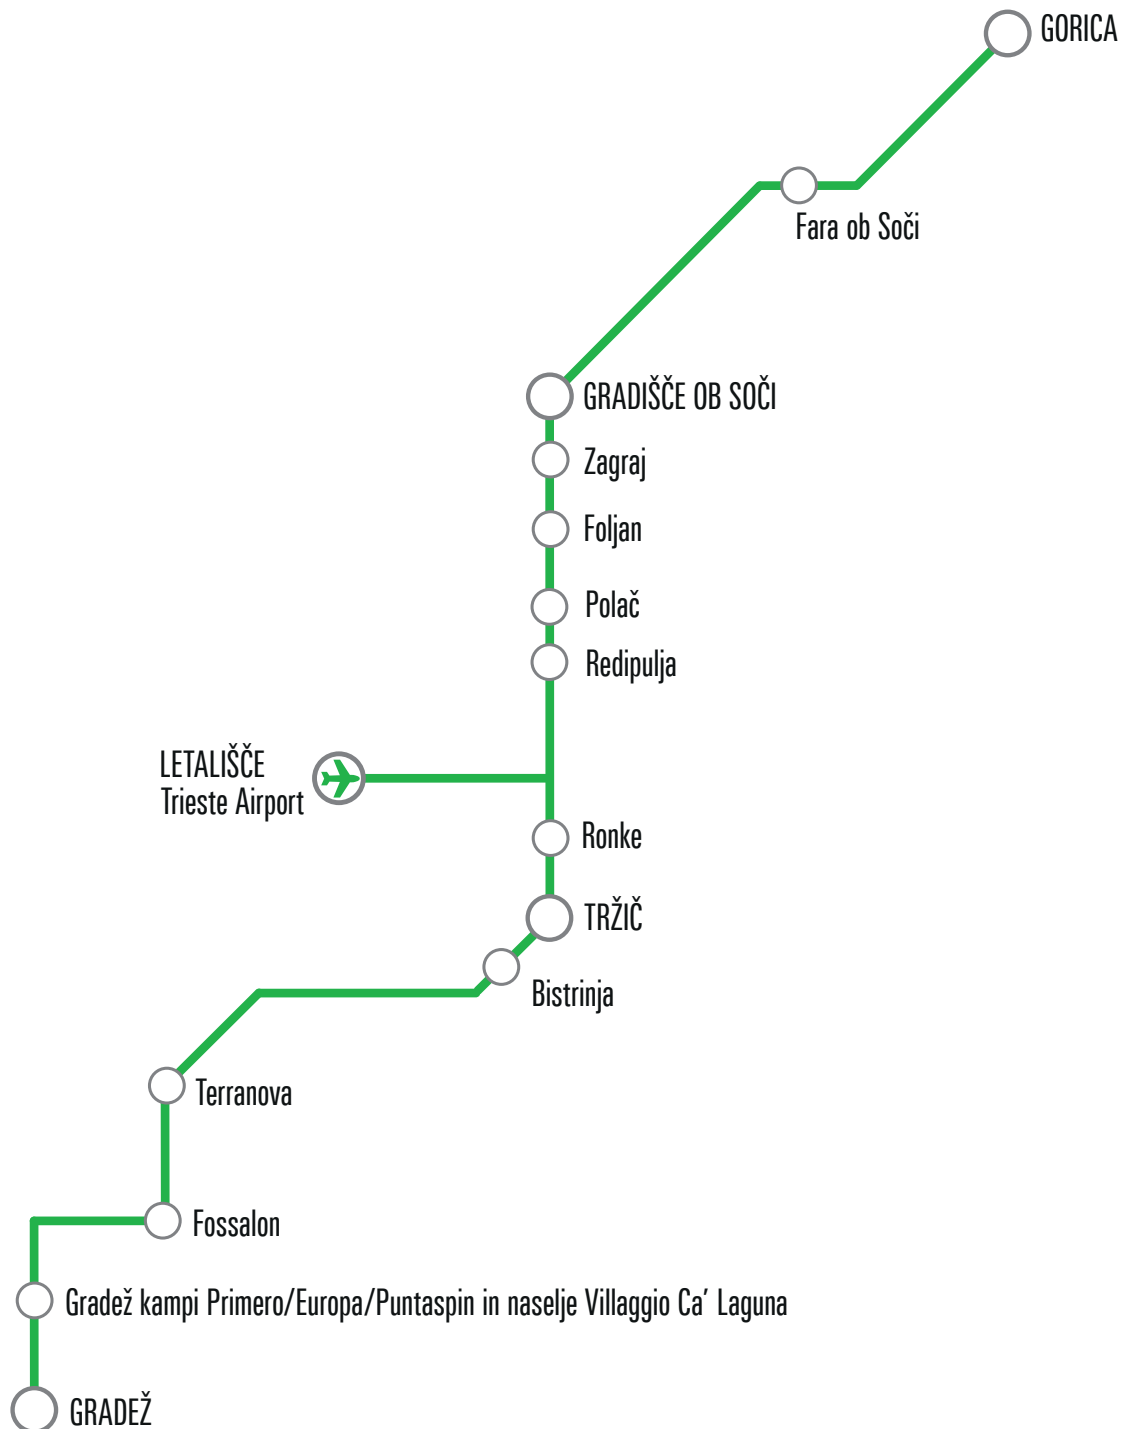 GORICA
Fara ob Soči
GRADIŠČE OB SOČI
Zagraj
Foljan
Polač
Redipulja
LETALIŠČE
Trieste Airport
Ronke
TRŽIČ
Bistrinja
Terranova
Fossalon
Gradež kampi Primero/Europa/Puntaspin in naselje Villaggio Ca’ Laguna
GRADEŽ